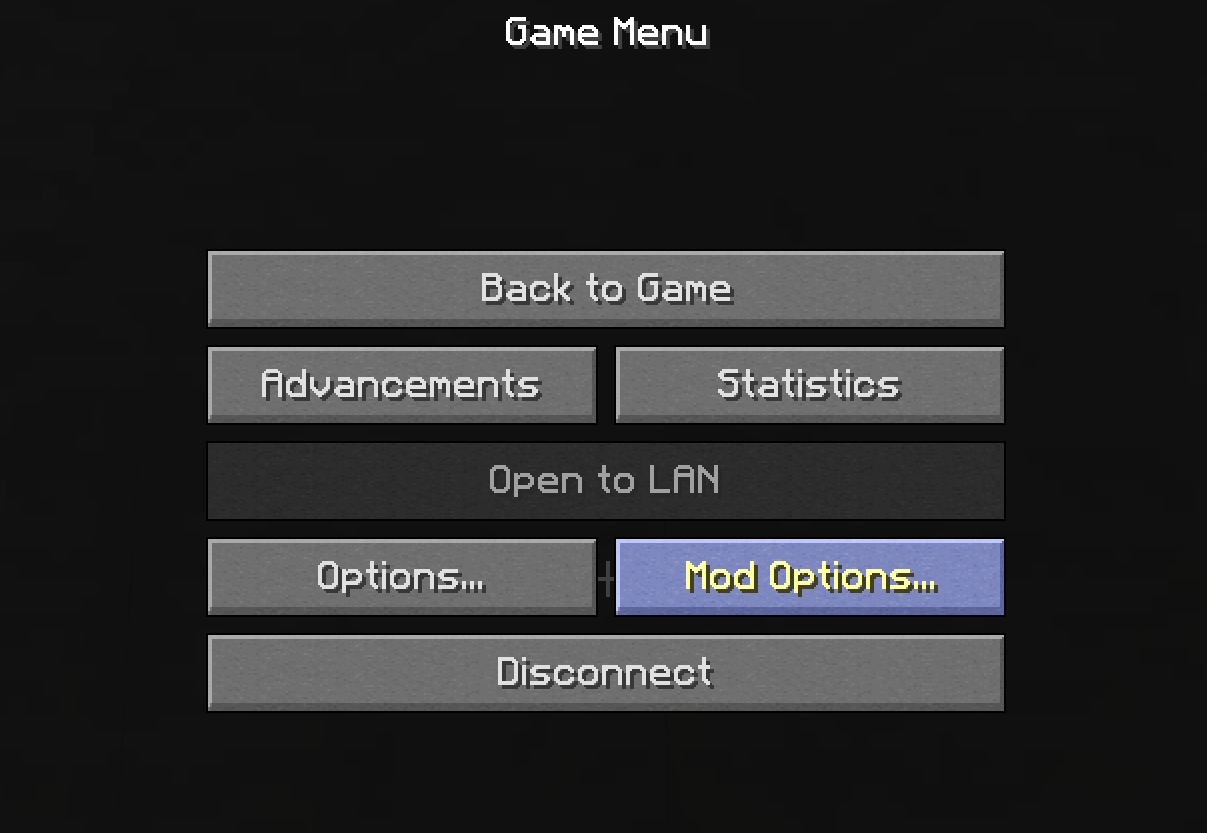 Game Menu
Back to Game
Advancements
Statistics
Open to LAN
Options...
Mod Options...
Disconnect